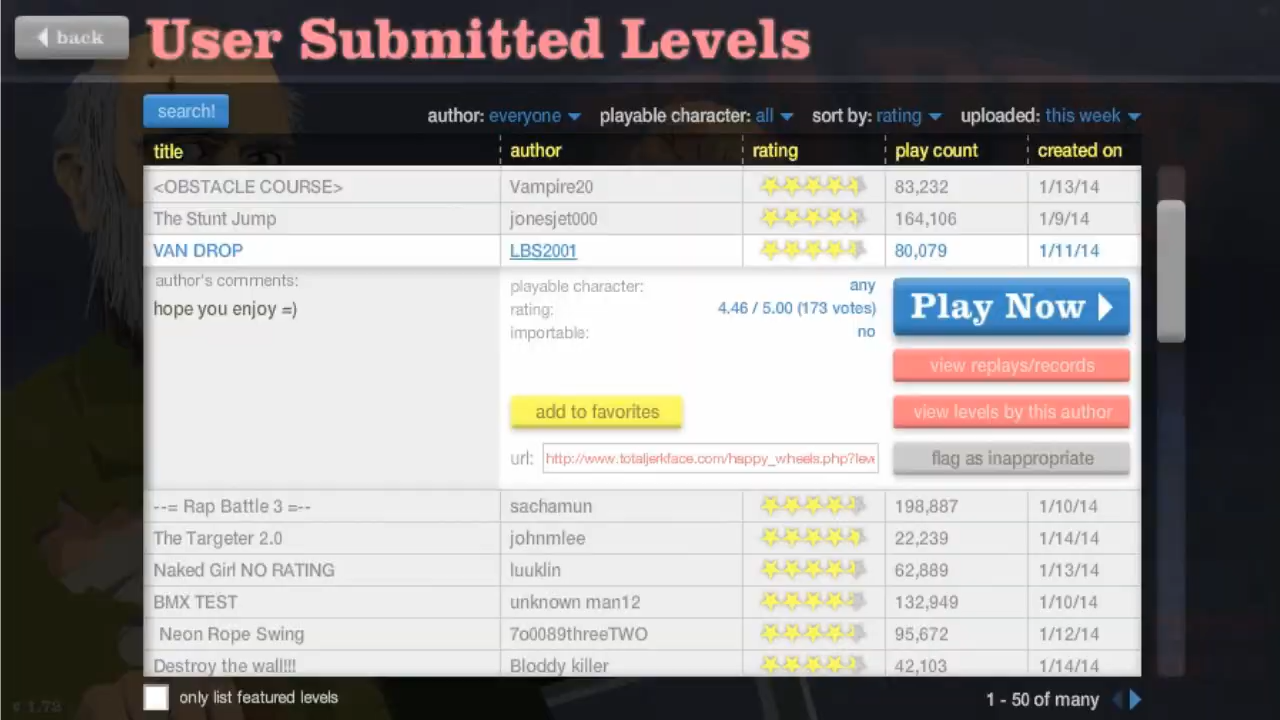 back
User Submitted Levels
search!
author: everyone playable character: all sort by: rating uploaded: this week
title author rating play count created on
<OBSTACLE COURSE> Vampire20 83,232 1/13/14
The Stunt Jump jonesjet000 164,106 1/9/14
VAN DROP LBS2001 80,079 1/11/14
author's comments:
hope you enjoy =)
playable character: any
rating: 4.46 / 5.00 (173 votes)
importable: no
Play Now
view replays/records
add to favorites
view levels by this author
url: http://www.totaljerkface.com/happy_wheels.php?leve
flag as inappropriate
--= Rap Battle 3 =-- sachamun 198,887 1/10/14
The Targeter 2.0 johnmlee 22,239 1/14/14
Naked Girl NO RATING luuklin 62,889 1/13/14
BMX TEST unknown man12 132,949 1/10/14
Neon Rope Swing 7o0089threeTWO 95,672 1/12/14
Destroy the wall!!! Bloddy killer 42,103 1/14/14
only list featured levels
1 - 50 of many
v 1.72